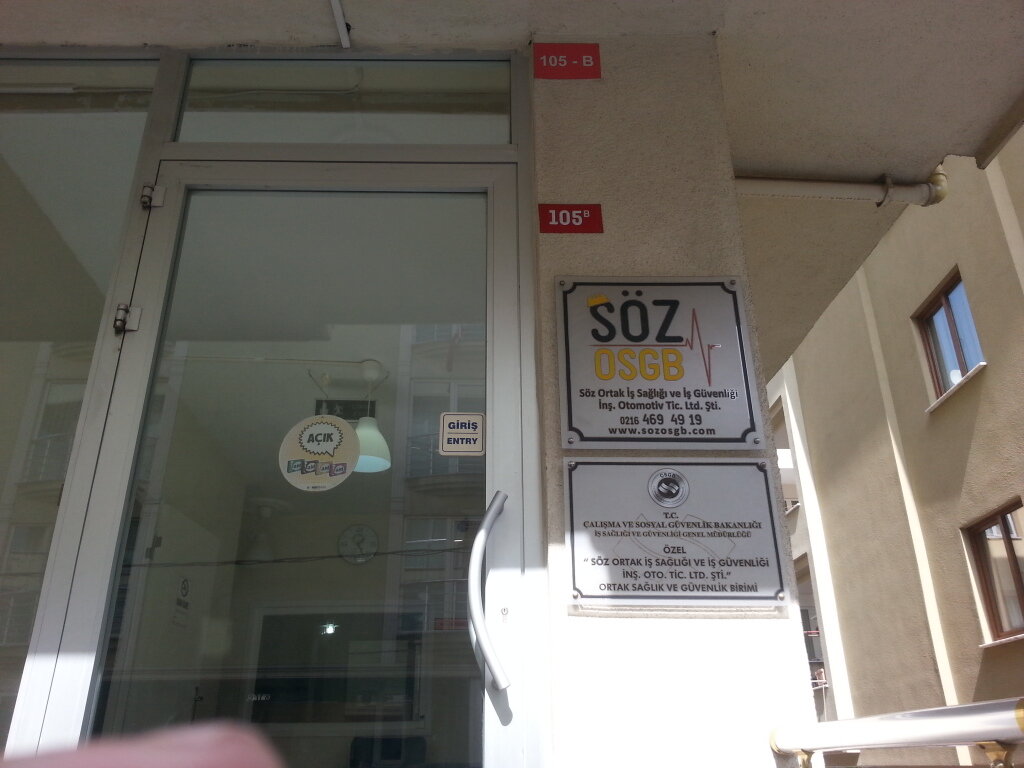 105 - B
105 B
SÖZ
OSGB
Söz Ortak İş Sağlığı ve İş Güvenliği
İnş. Otomotiv Tic. Ltd. Şti.
0216 469 49 19
www.sozosgb.com
AÇIK
GİRİŞ
ENTRY
ÇSGB
T.C.
ÇALIŞMA VE SOSYAL GÜVENLİK BAKANLIĞI
İŞ SAĞLIĞI VE GÜVENLİĞİ GENEL MÜDÜRLÜĞÜ
ÖZEL
“ SÖZ ORTAK İŞ SAĞLIĞI VE İŞ GÜVENLİĞİ
İNŞ. OTO. TİC. LTD. ŞTİ.”
ORTAK SAĞLIK VE GÜVENLİK BİRİMİ